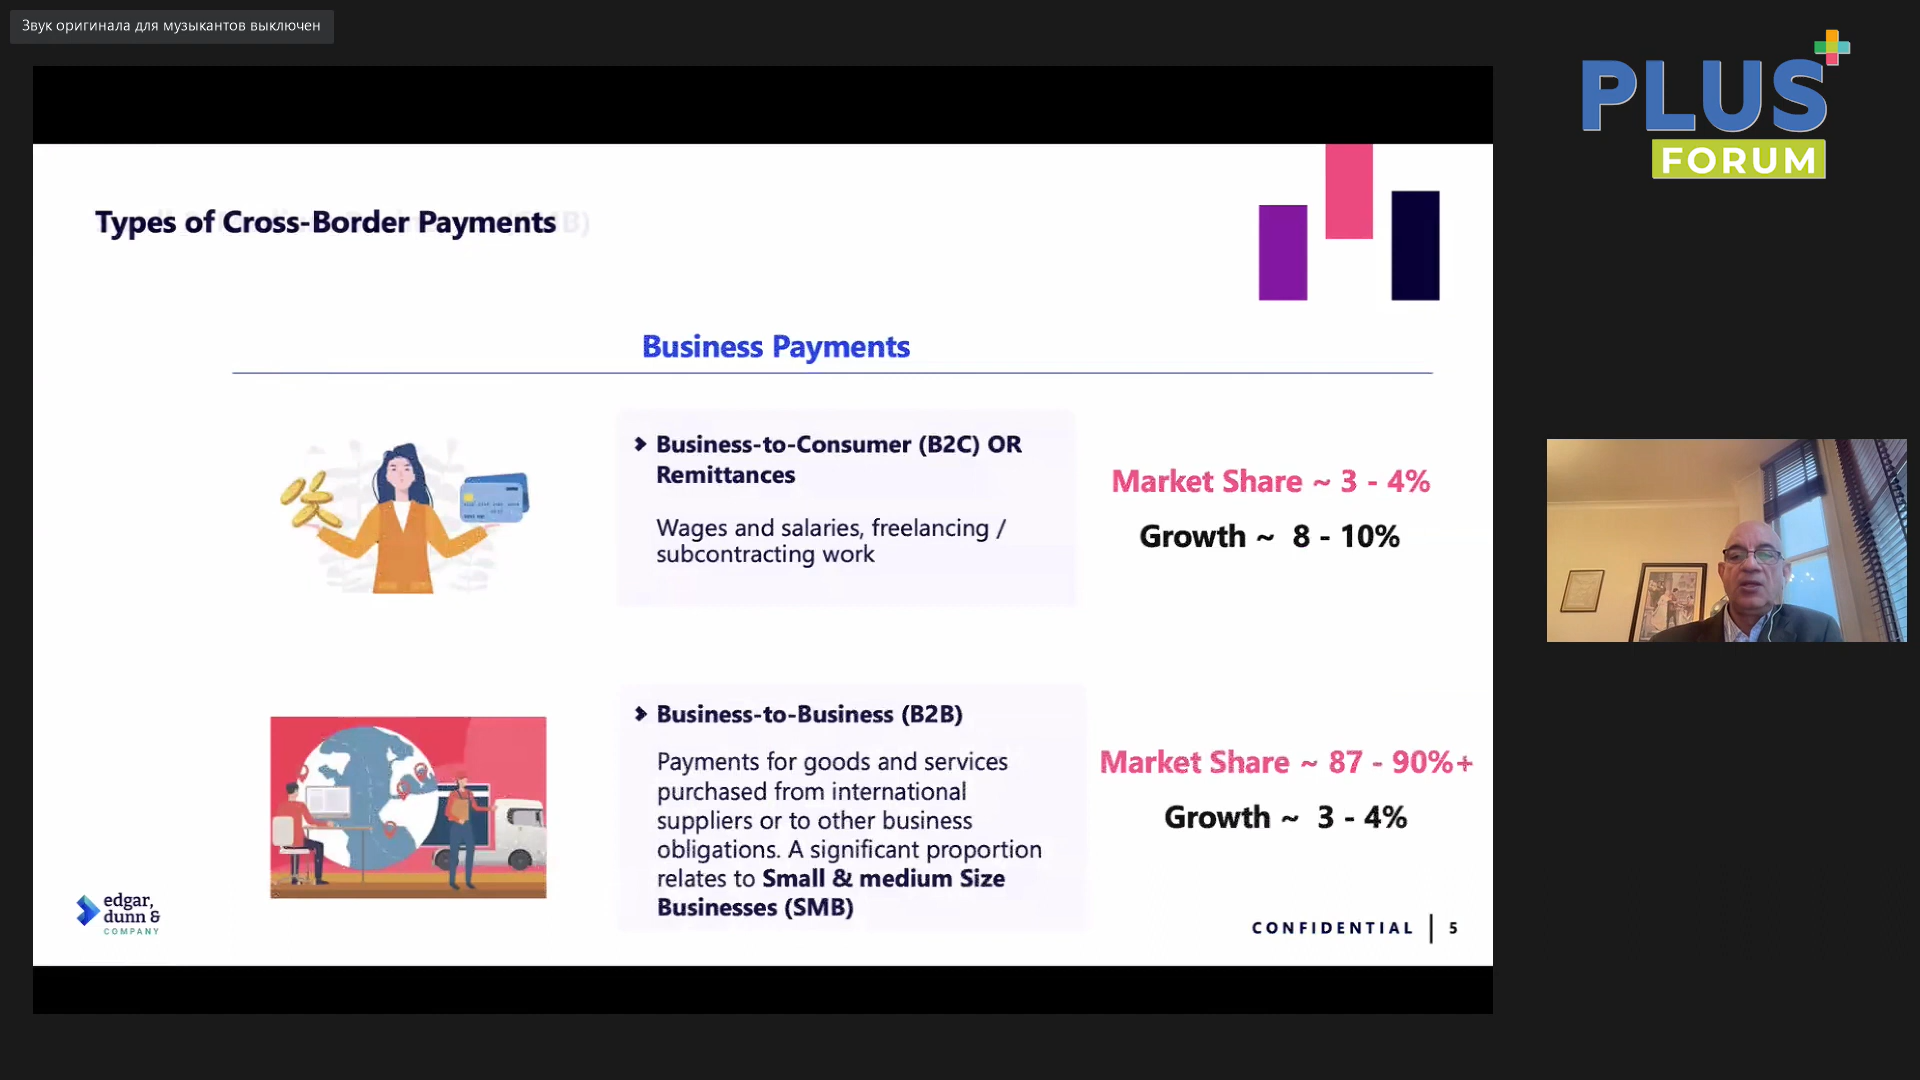 Звук оригинала для музыкантов выключен
PLUS
FORUM
Types of Cross-Border Payments
Business Payments
Business-to-Consumer (B2C) OR
Remittances
Wages and salaries, freelancing /
subcontracting work
Market Share ~ 3 - 4%
Growth ~ 8 - 10%
Business-to-Business (B2B)
Payments for goods and services
purchased from international
suppliers or to other business
obligations. A significant proportion
relates to Small & medium Size
Businesses (SMB)
Market Share ~ 87 - 90%+
Growth ~ 3 - 4%
edgar,
dunn &
COMPANY
CONFIDENTIAL | 5